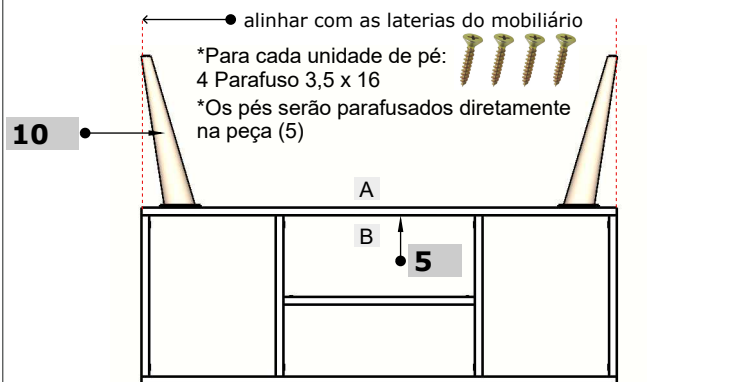 alinhar com as laterias do mobiliário
*Para cada unidade de pé:
4 Parafuso 3,5 x 16
*Os pés serão parafusados diretamente
na peça (5)
10
A
B
5